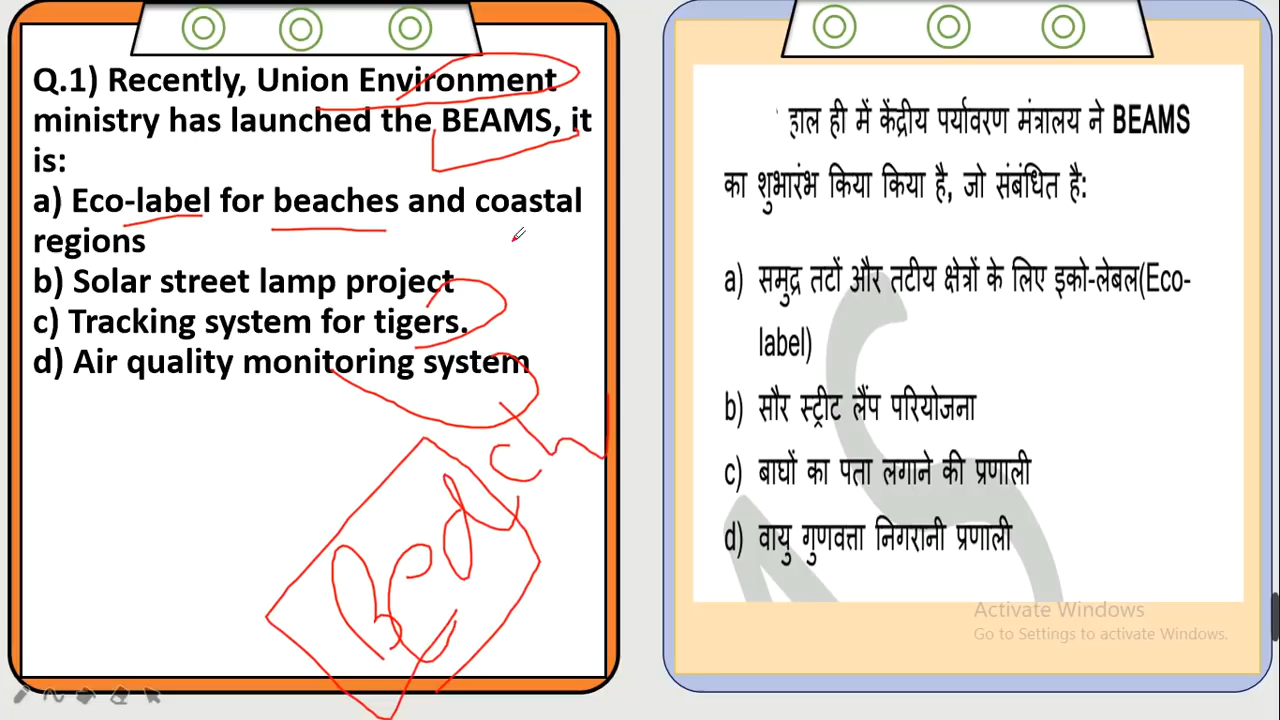 Q.1) Recently, Union Environment
ministry has launched the BEAMS, it
is:
a) Eco-label for beaches and coastal
regions
b) Solar street lamp project
c) Tracking system for tigers.
d) Air quality monitoring system
हाल ही में केंद्रीय पर्यावरण मंत्रालय ने BEAMS
का शुभारंभ किया किया है, जो संबंधित है:
a) समुद्र तटों और तटीय क्षेत्रों के लिए इको-लेबल(Eco-
label)
b) सौर स्ट्रीट लैंप परियोजना
c) बाघों का पता लगाने की प्रणाली
d) वायु गुणवत्ता निगरानी प्रणाली
Activate Windows
Go to Settings to activate Windows.